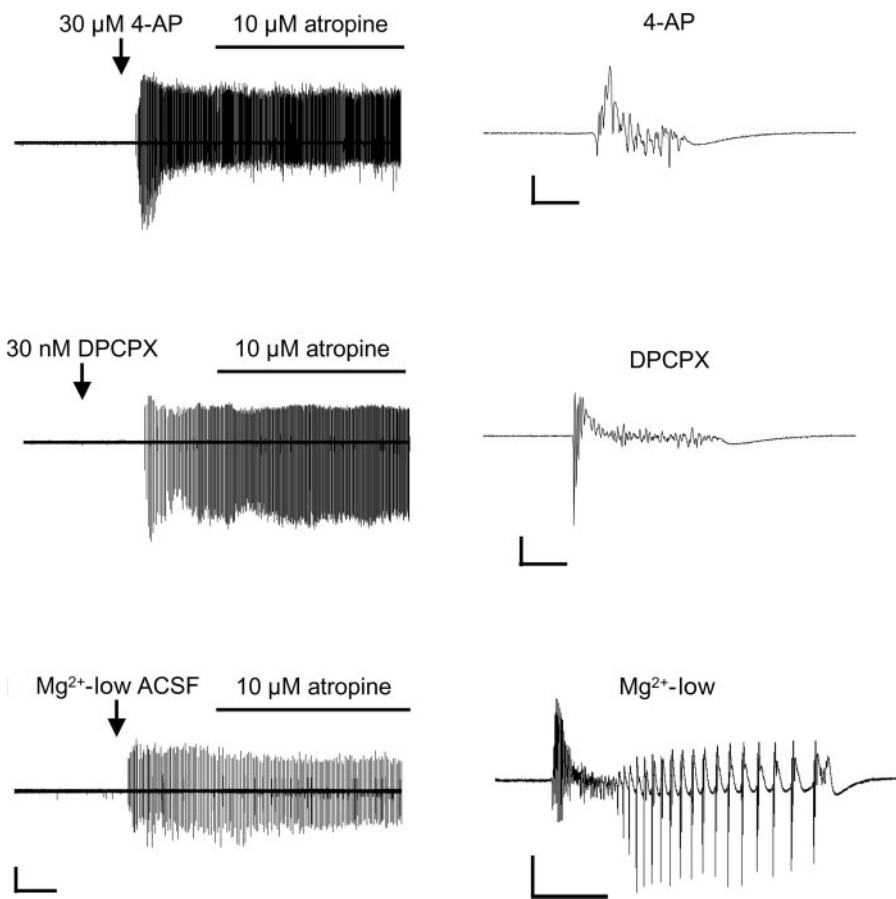 30 µM 4-AP
10 µM atropine
4-AP
30 nM DPCPX
10 µM atropine
DPCPX
Mg²⁺-low ACSF
10 µM atropine
Mg²⁺-low